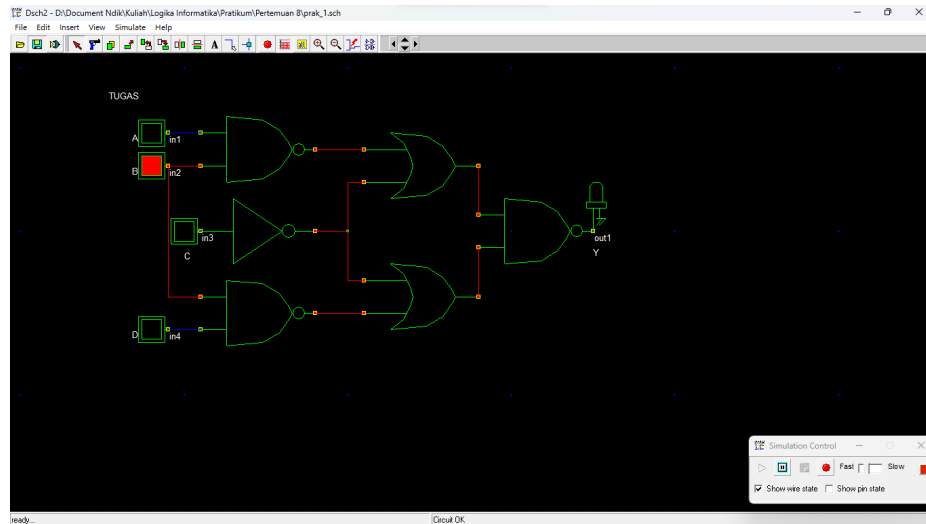 Dsch2 - D:\Document Ndik\Kuliah\Logika Informatika\Pratikum\Pertemuan 8\prak_1.sch
File Edit Insert View Simulate Help
TUGAS
A
in1
B
in2
in3
C
out1
Y
D
in4
Simulation Control
Fast
Slow
Show wire state
Show pin state
ready...
Circuit OK